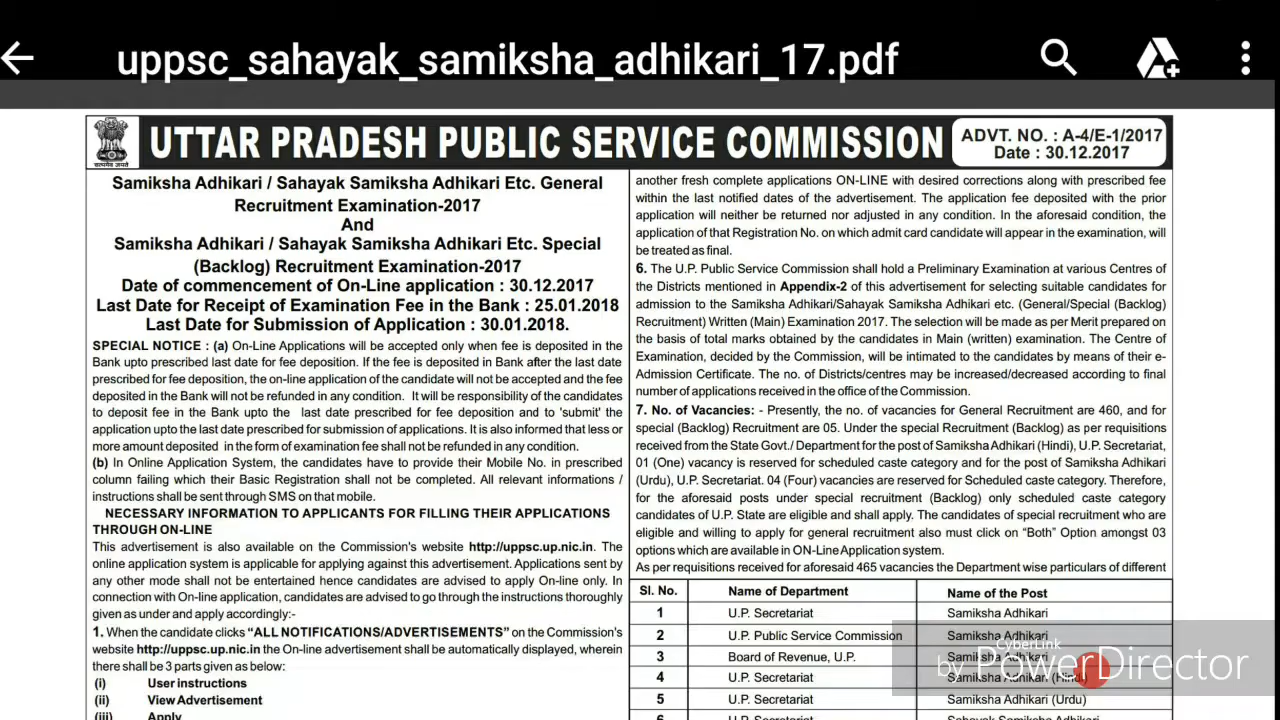 uppsc_sahayak_samiksha_adhikari_17.pdf
सत्यमेव जयते
UTTAR PRADESH PUBLIC SERVICE COMMISSION
ADVT. NO. : A-4/E-1/2017
Date : 30.12.2017
Samiksha Adhikari / Sahayak Samiksha Adhikari Etc. General
Recruitment Examination-2017
And
Samiksha Adhikari / Sahayak Samiksha Adhikari Etc. Special
(Backlog) Recruitment Examination-2017
Date of commencement of On-Line application : 30.12.2017
Last Date for Receipt of Examination Fee in the Bank : 25.01.2018
Last Date for Submission of Application : 30.01.2018.
SPECIAL NOTICE : (a) On-Line Applications will be accepted only when fee is deposited in the
Bank upto prescribed last date for fee deposition. If the fee is deposited in Bank after the last date
prescribed for fee deposition, the on-line application of the candidate will not be accepted and the fee
deposited in the Bank will not be refunded in any condition. It will be responsibility of the candidates
to deposit fee in the Bank upto the last date prescribed for fee deposition and to 'submit' the
application upto the last date prescribed for submission of applications. It is also informed that less or
more amount deposited in the form of examination fee shall not be refunded in any condition.
(b) In Online Application System, the candidates have to provide their Mobile No. in prescribed
column failing which their Basic Registration shall not be completed. All relevant informations /
instructions shall be sent through SMS on that mobile.
NECESSARY INFORMATION TO APPLICANTS FOR FILLING THEIR APPLICATIONS
THROUGH ON-LINE
This advertisement is also available on the Commission's website http://uppsc.up.nic.in. The
online application system is applicable for applying against this advertisement. Applications sent by
any other mode shall not be entertained hence candidates are advised to apply On-line only. In
connection with On-line application, candidates are advised to go through the instructions thoroughly
given as under and apply accordingly:-
1. When the candidate clicks “ALL NOTIFICATIONS/ADVERTISEMENTS” on the Commission's
website http://uppsc.up.nic.in the On-line advertisement shall be automatically displayed, wherein
there shall be 3 parts given as below:
(i) User instructions
(ii) View Advertisement
(iii) Apply
another fresh complete applications ON-LINE with desired corrections along with prescribed fee
within the last notified dates of the advertisement. The application fee deposited with the prior
application will neither be returned nor adjusted in any condition. In the aforesaid condition, the
application of that Registration No. on which admit card candidate will appear in the examination, will
be treated as final.
6. The U.P. Public Service Commission shall hold a Preliminary Examination at various Centres of
the Districts mentioned in Appendix-2 of this advertisement for selecting suitable candidates for
admission to the Samiksha Adhikari/Sahayak Samiksha Adhikari etc. (General/Special (Backlog)
Recruitment) Written (Main) Examination 2017. The selection will be made as per Merit prepared on
the basis of total marks obtained by the candidates in Main (written) examination. The Centre of
Examination, decided by the Commission, will be intimated to the candidates by means of their e-
Admission Certificate. The no. of Districts/centres may be increased/decreased according to final
number of applications received in the office of the Commission.
7. No. of Vacancies: - Presently, the no. of vacancies for General Recruitment are 460, and for
special (Backlog) Recruitment are 05. Under the special Recruitment (Backlog) as per requisitions
received from the State Govt./ Department for the post of Samiksha Adhikari (Hindi), U.P. Secretariat,
01 (One) vacancy is reserved for scheduled caste category and for the post of Samiksha Adhikari
(Urdu), U.P. Secretariat. 04 (Four) vacancies are reserved for Scheduled caste category. Therefore,
for the aforesaid posts under special recruitment (Backlog) only scheduled caste category
candidates of U.P. State are eligible and shall apply. The candidates of special recruitment who are
eligible and willing to apply for general recruitment also must click on “Both” Option amongst 03
options which are available in ON-Line Application system.
As per requisitions received for aforesaid 465 vacancies the Department wise particulars of different
Sl. No. Name of Department Name of the Post
1 U.P. Secretariat Samiksha Adhikari
2 U.P. Public Service Commission Samiksha Adhikari
3 Board of Revenue, U.P. Samiksha Adhikari
4 U.P. Secretariat Samiksha Adhikari (Hindi)
5 U.P. Secretariat Samiksha Adhikari (Urdu)
6 U.P. Secretariat Sahayak Samiksha Adhikari
CyberLink
by PowerDirector